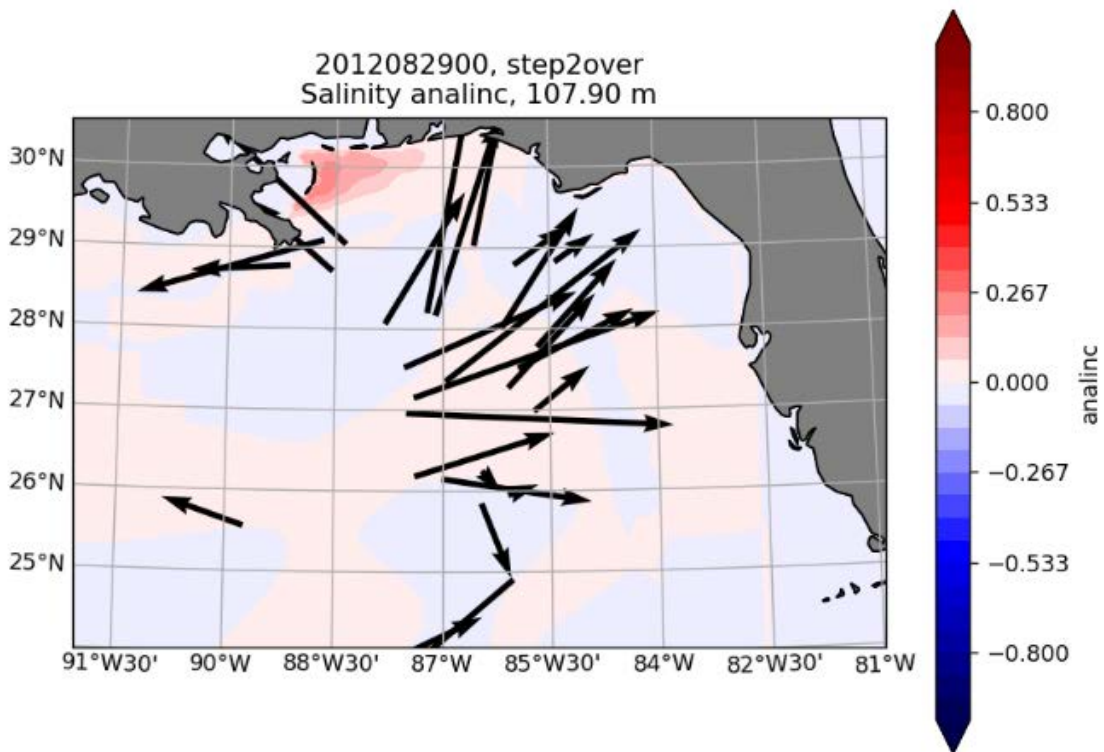 2012082900, step2over
Salinity analinc, 107.90 m
30°N
29°N
28°N
27°N
26°N
25°N
91°W30' 90°W 88°W30' 87°W 85°W30' 84°W 82°W30' 81°W
0.800
0.533
0.267
0.000
−0.267
−0.533
−0.800
analinc